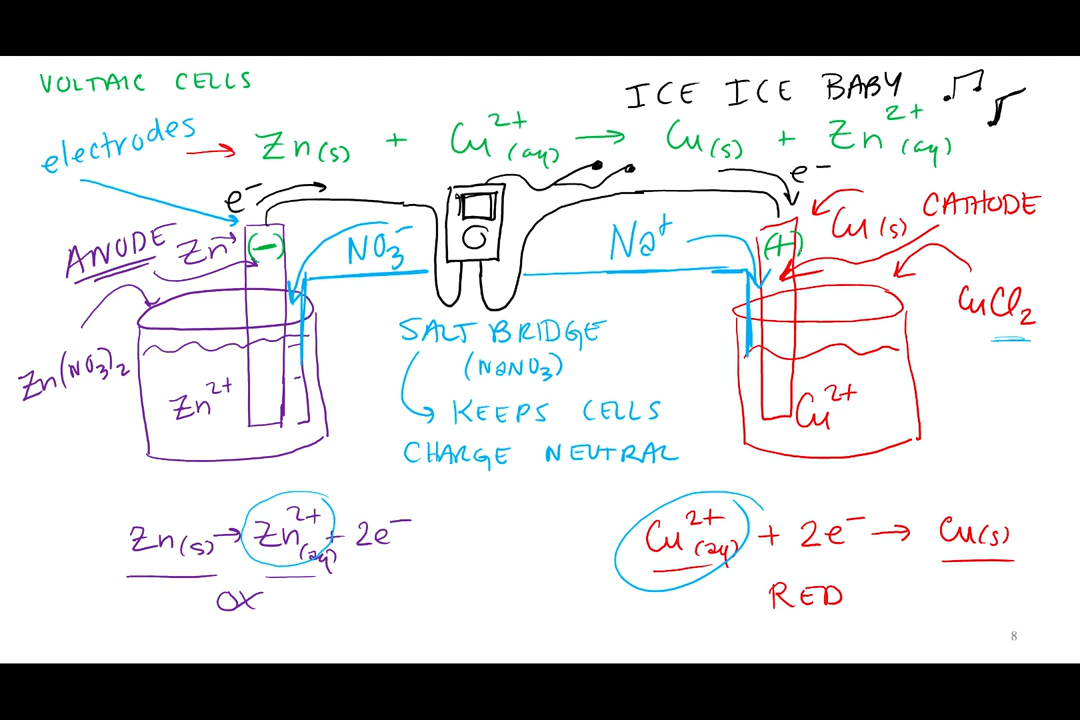 VOLTAIC CELLS
ICE ICE BABY
electrodes
Zn(s) + Cu²⁺(aq) → Cu(s) + Zn²⁺(aq)
e⁻
e⁻
ANODE
Zn
(-)
NO₃⁻
Na⁺
(+)
Cu(s)
CATHODE
Zn(NO₃)₂
CuCl₂
SALT BRIDGE
(NaNO₃)
KEEPS CELLS
CHARGE NEUTRAL
Zn²⁺
Cu²⁺
Zn(s) → Zn²⁺(aq) + 2e⁻
OX
Cu²⁺(aq) + 2e⁻ → Cu(s)
RED
8